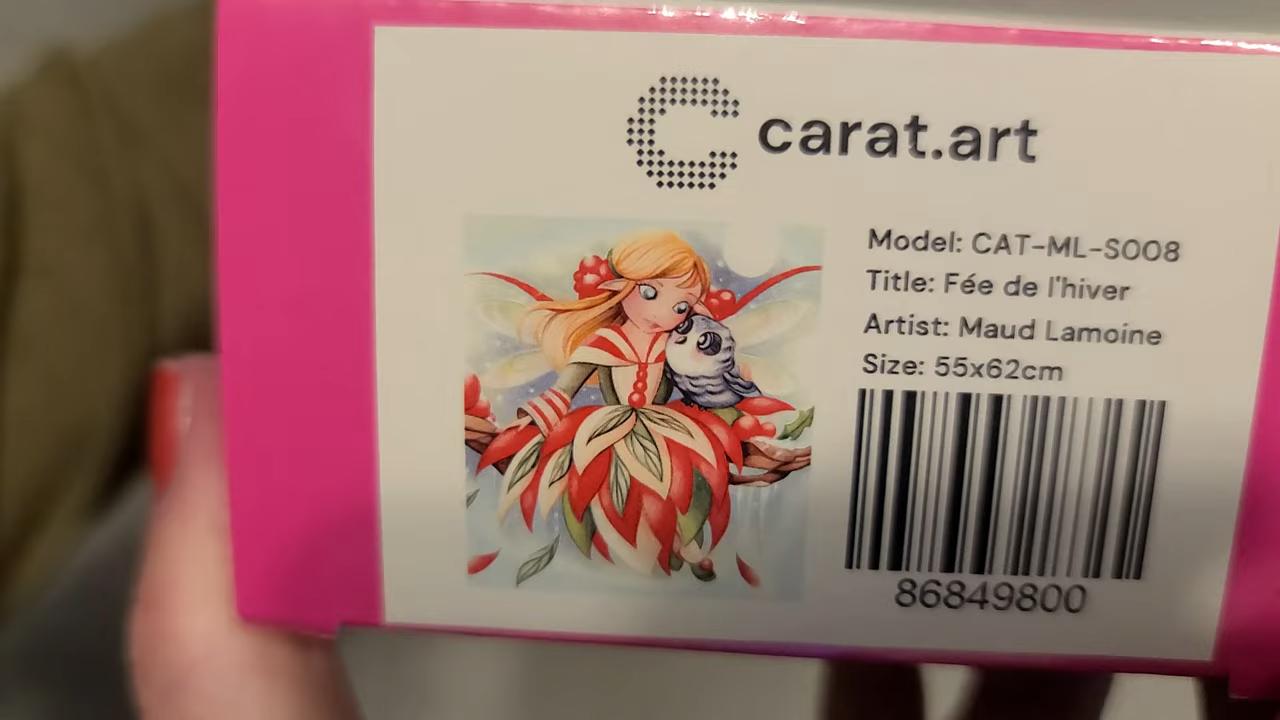 carat.art
Model: CAT-ML-S008
Title: Fée de l'hiver
Artist: Maud Lamoine
Size: 55x62cm
86849800